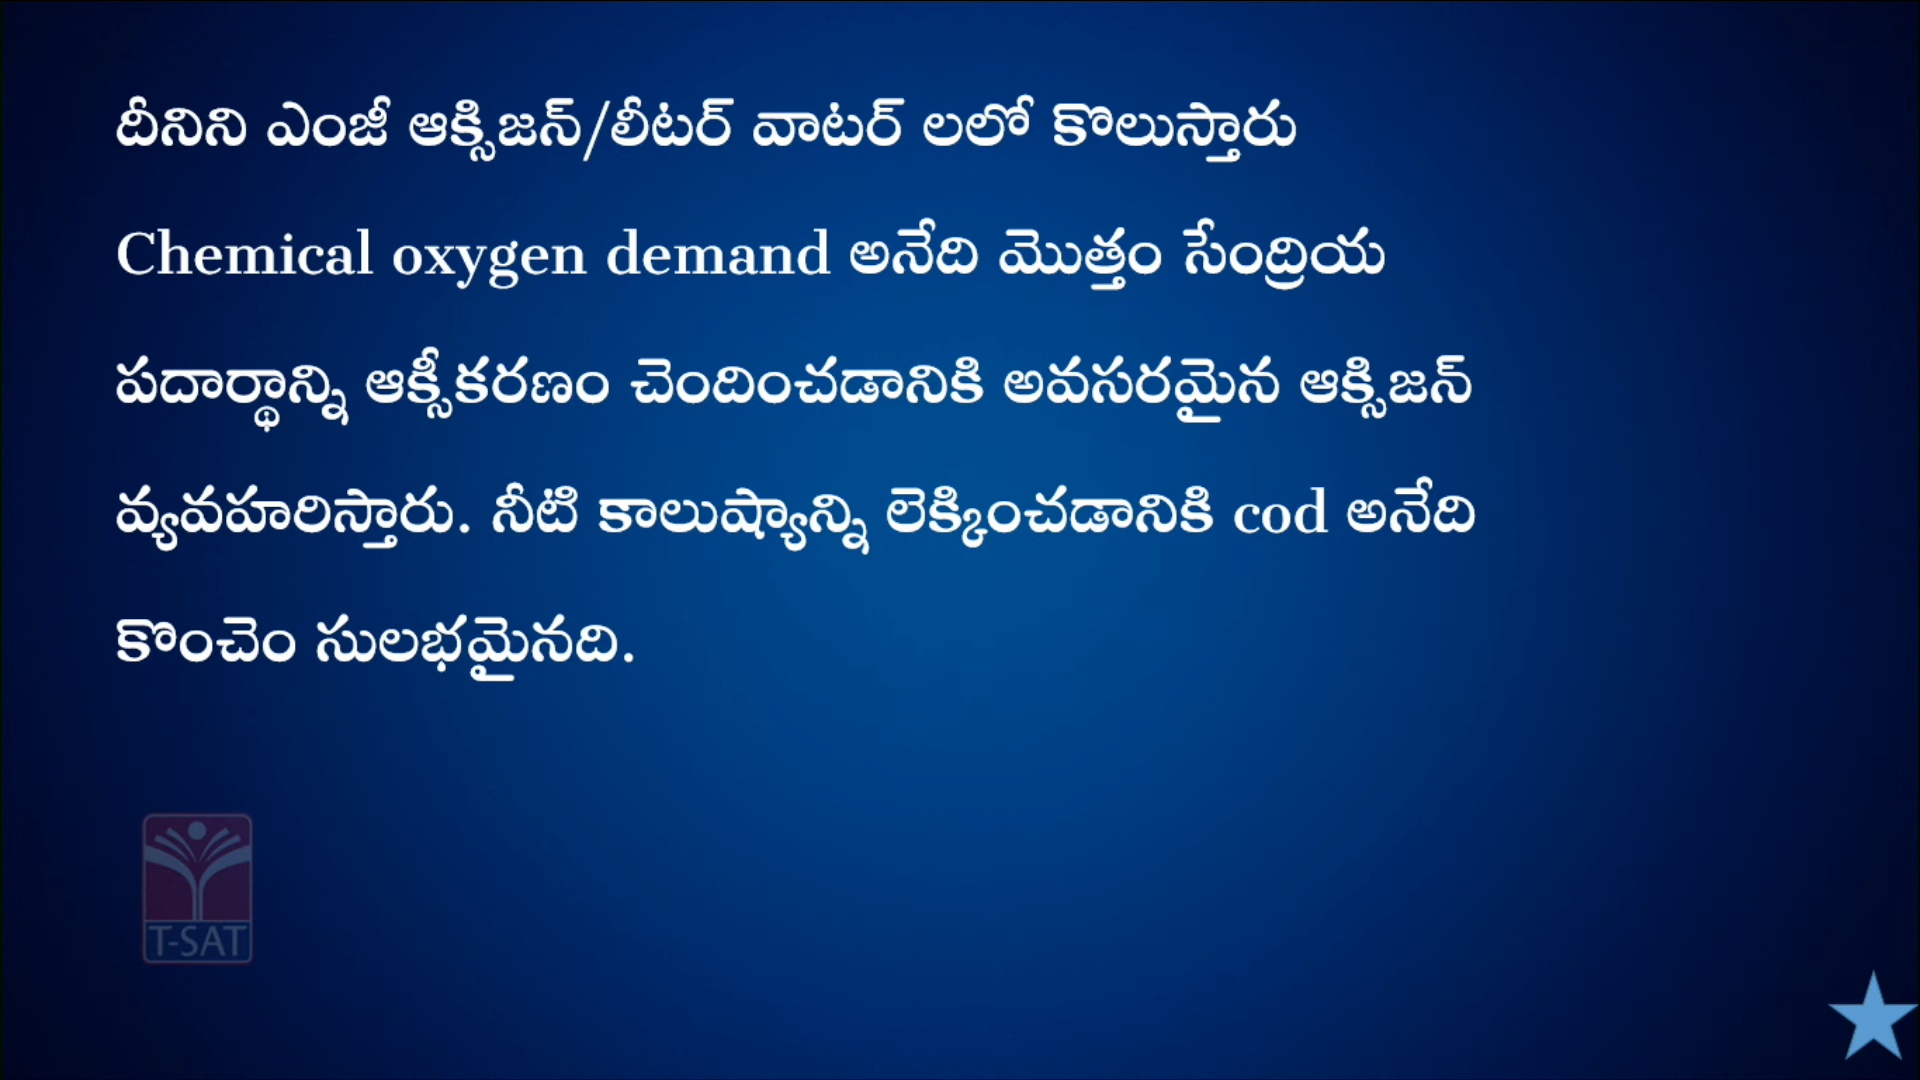 దీనిని ఎంజీ ఆక్సిజన్/లీటర్ వాటర్ లలో కొలుస్తారు
Chemical oxygen demand అనేది మొత్తం సేంద్రియ
పదార్థాన్ని ఆక్సీకరణం చెందించడానికి అవసరమైన ఆక్సిజన్
వ్యవహరిస్తారు. నీటి కాలుష్యాన్ని లెక్కించడానికి cod అనేది
కొంచెం సులభమైనది.
T-SAT